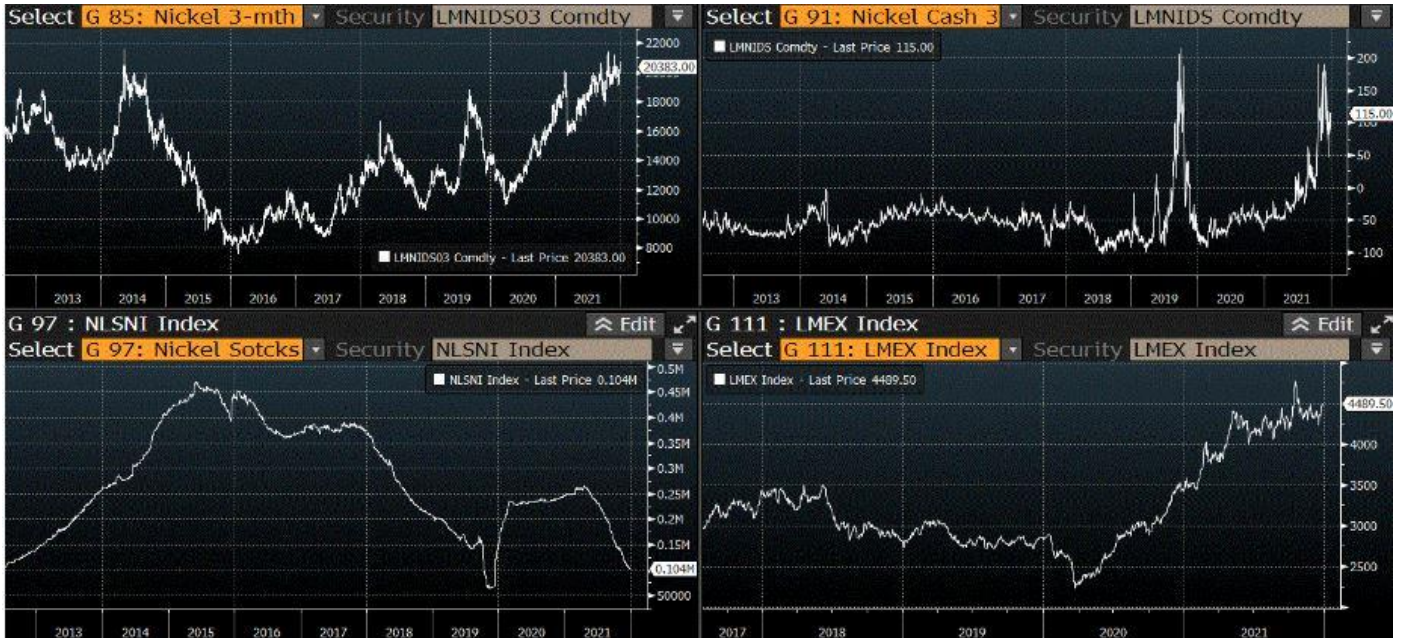 Select G 85: Nickel 3-mth Security LMNIDS03 Comdty
22000
20383.00
18000
16000
14000
12000
10000
8000
LMNIDS03 Comdty - Last Price 20383.00
2013 2014 2015 2016 2017 2018 2019 2020 2021
Select G 91: Nickel Cash 3 Security LMNIDS Comdty
LMNIDS Comdty - Last Price 115.00
200
150
115.00
100
50
0
-50
-100
2013 2014 2015 2016 2017 2018 2019 2020 2021
G 97 : NLSNI Index Edit
Select G 97: Nickel Sotcks Security NLSNI Index
NLSNI Index - Last Price 0.104M
0.5M
0.45M
0.4M
0.35M
0.3M
0.25M
0.2M
0.15M
0.104M
50000
2013 2014 2015 2016 2017 2018 2019 2020 2021
G 111 : LMEX Index Edit
Select G 111: LMEX Index Security LMEX Index
LMEX Index - Last Price 4489.50
4489.50
4000
3500
3000
2500
2017 2018 2019 2020 2021